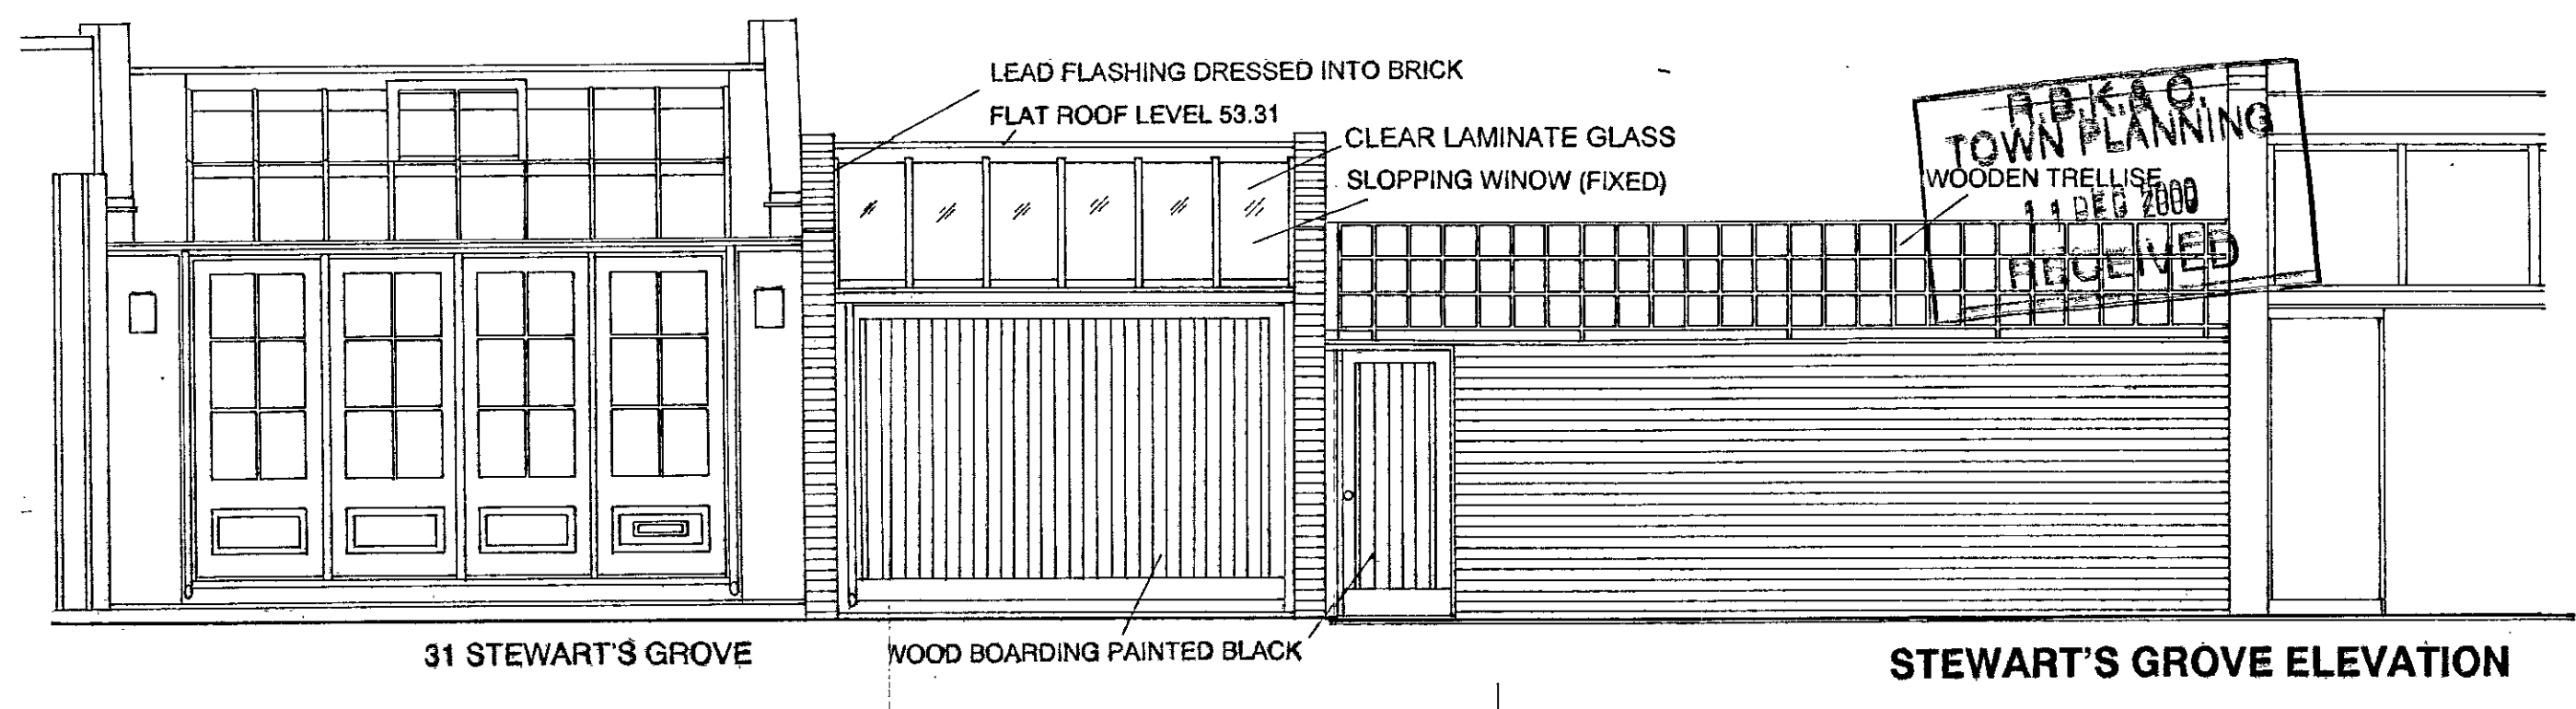 LEAD FLASHING DRESSED INTO BRICK
FLAT ROOF LEVEL 53.31
CLEAR LAMINATE GLASS
SLOPPING WINOW (FIXED)
R.B.K.& C.
TOWN PLANNING
WOODEN TRELLISE
11 DEC 2000
RECEIVED
31 STEWART'S GROVE
WOOD BOARDING PAINTED BLACK
STEWART'S GROVE ELEVATION